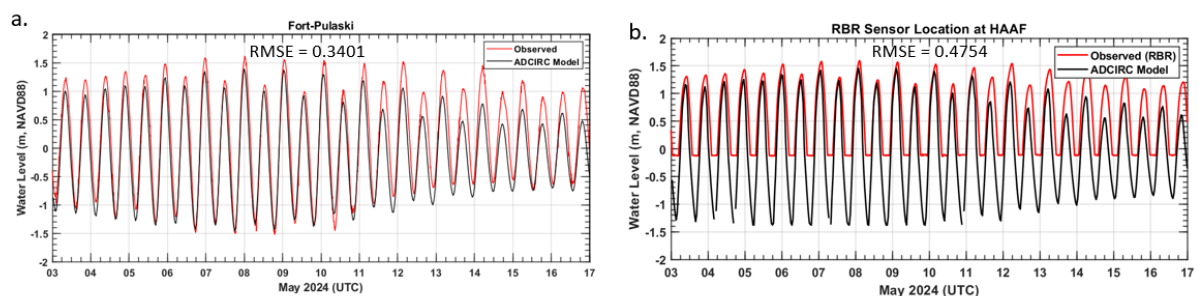 a.
Fort-Pulaski
RMSE = 0.3401
Observed
ADCIRC Model
Water Level (m, NAVD88)
2
1.5
1
0.5
0
-0.5
-1
-1.5
-2
03 04 05 06 07 08 09 10 11 12 13 14 15 16 17
May 2024 (UTC)
b.
RBR Sensor Location at HAAF
RMSE = 0.4754
Observed (RBR)
ADCIRC Model
Water Level (m, NAVD88)
2
1.5
1
0.5
0
-0.5
-1
-1.5
-2
03 04 05 06 07 08 09 10 11 12 13 14 15 16 17
May 2024 (UTC)